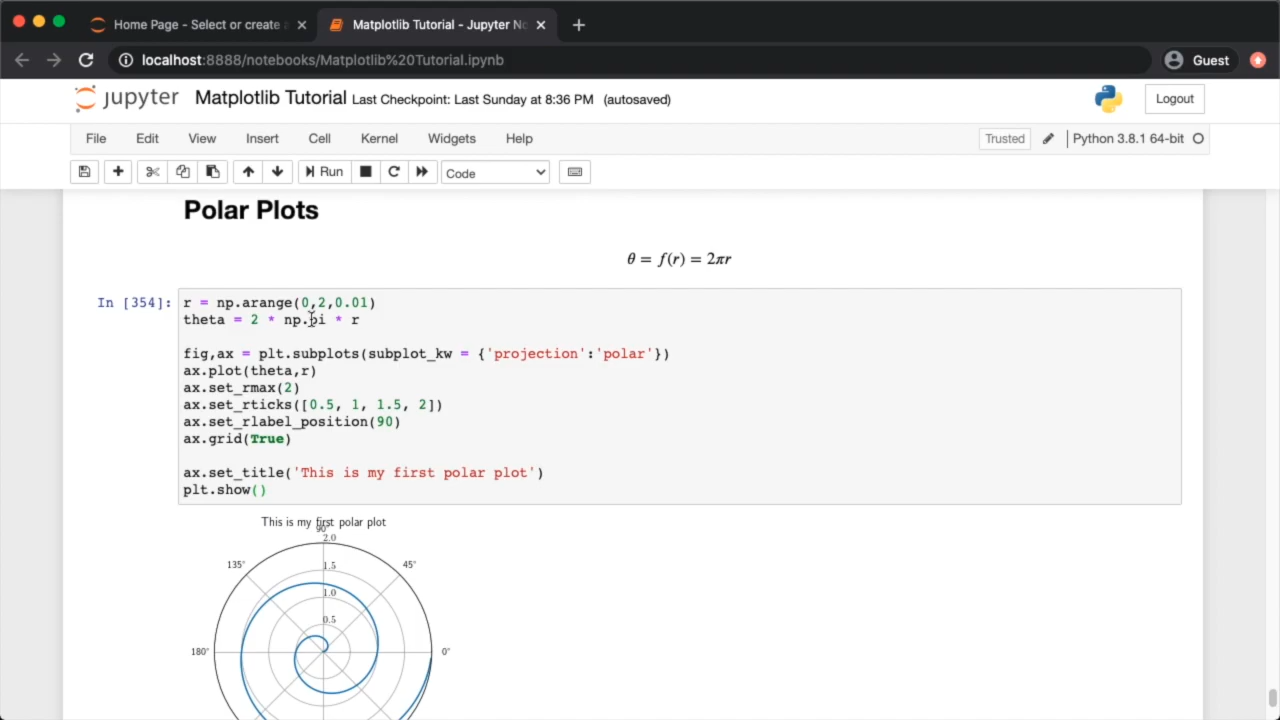 Home Page - Select or create a
Matplotlib Tutorial - Jupyter No
localhost:8888/notebooks/Matplotlib%20Tutorial.ipynb
Guest
jupyter
Matplotlib Tutorial Last Checkpoint: Last Sunday at 8:36 PM (autosaved)
Logout
File Edit View Insert Cell Kernel Widgets Help
Trusted
Python 3.8.1 64-bit
Run
Code
Polar Plots
θ = f(r) = 2πr
In [354]:
r = np.arange(0,2,0.01)
theta = 2 * np.pi * r
fig,ax = plt.subplots(subplot_kw = {'projection':'polar'})
ax.plot(theta,r)
ax.set_rmax(2)
ax.set_rticks([0.5, 1, 1.5, 2])
ax.set_rlabel_position(90)
ax.grid(True)
ax.set_title('This is my first polar plot')
plt.show()
This is my first polar plot
90°
2.0
135°
1.5
45°
1.0
0.5
180°
0°